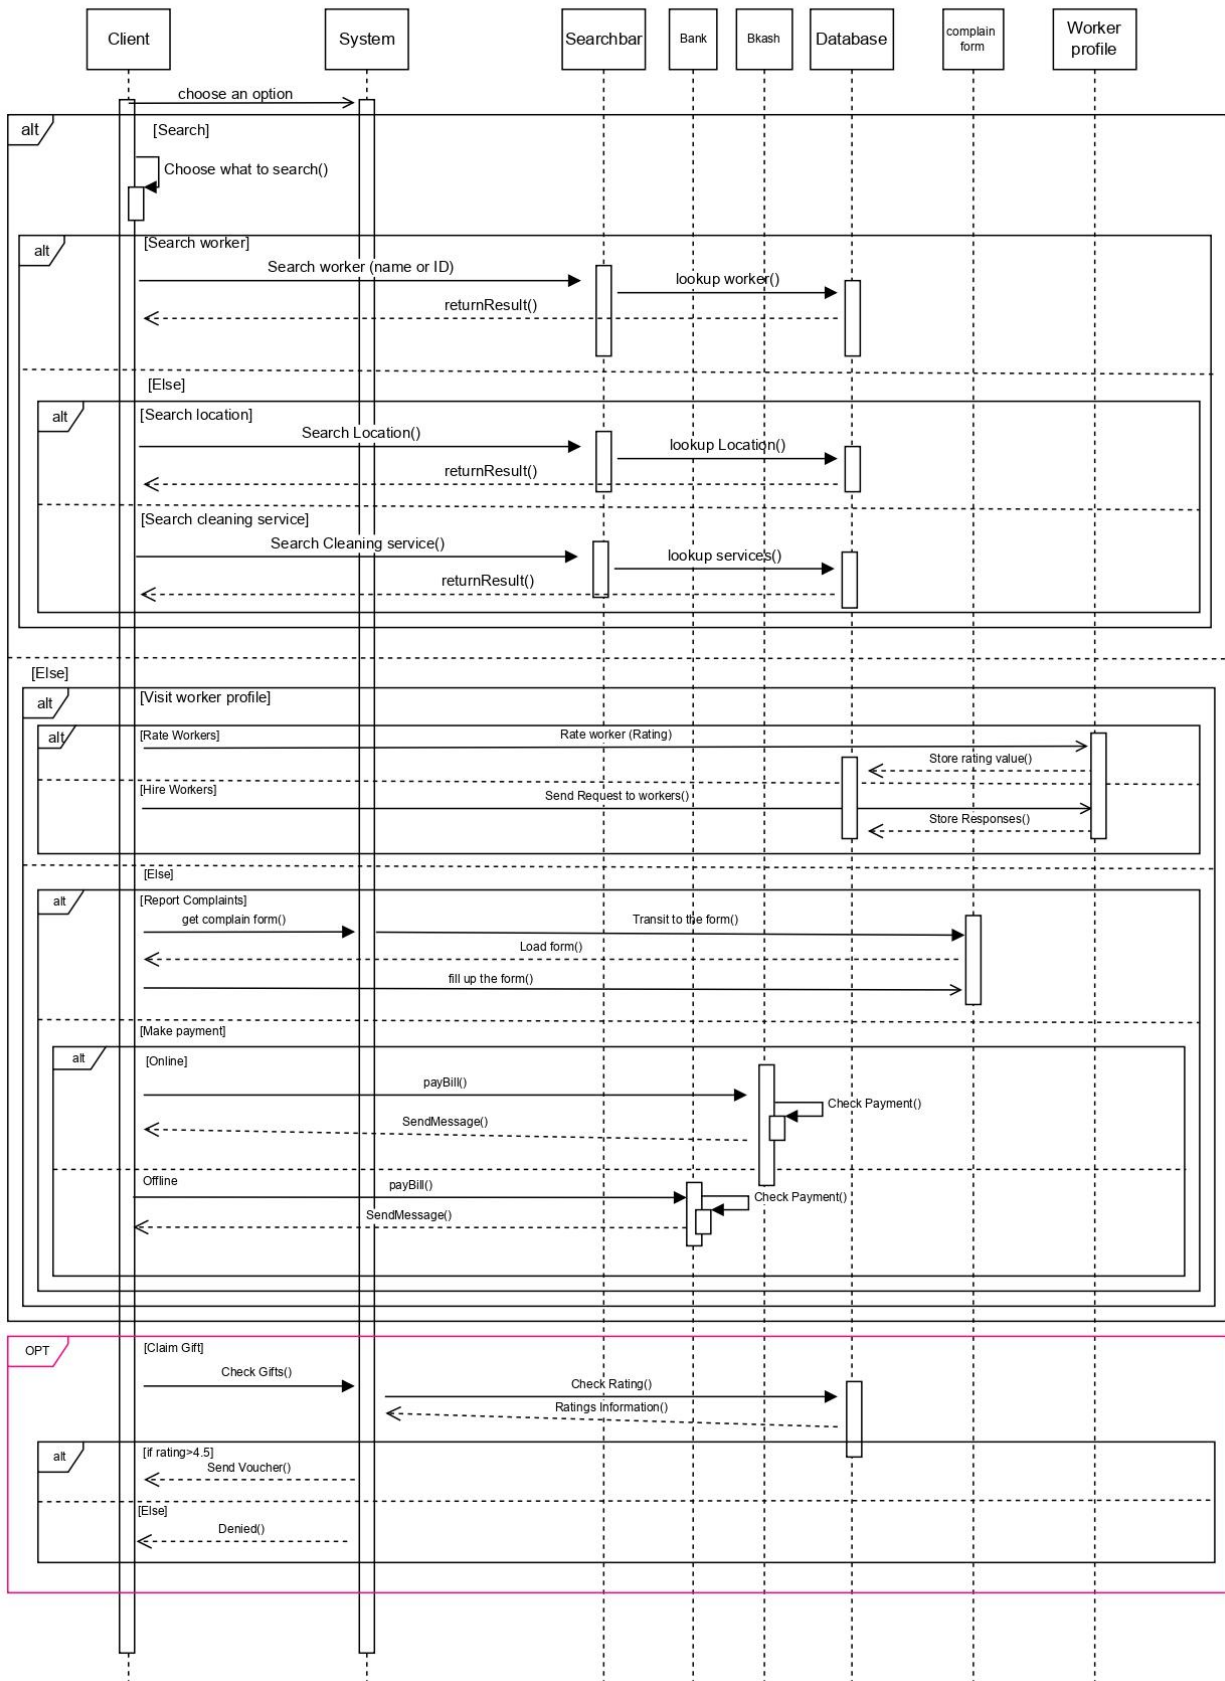 Client
System
Searchbar
Bank
Bkash
Database
complain
form
Worker
profile
choose an option
alt
[Search]
Choose what to search()
alt
[Search worker]
Search worker (name or ID)
lookup worker()
returnResult()
[Else]
alt
[Search location]
Search Location()
lookup Location()
returnResult()
[Search cleaning service]
Search Cleaning service()
lookup services()
returnResult()
[Else]
alt
[Visit worker profile]
alt
[Rate Workers]
Rate worker (Rating)
Store rating value()
[Hire Workers]
Send Request to workers()
Store Responses()
[Else]
alt
[Report Complaints]
get complain form()
Transit to the form()
Load form()
fill up the form()
[Make payment]
alt
[Online]
payBill()
Check Payment()
SendMessage()
Offline
payBill()
Check Payment()
SendMessage()
OPT
[Claim Gift]
Check Gifts()
Check Rating()
Ratings Information()
alt
[if rating>4.5]
Send Voucher()
[Else]
Denied()